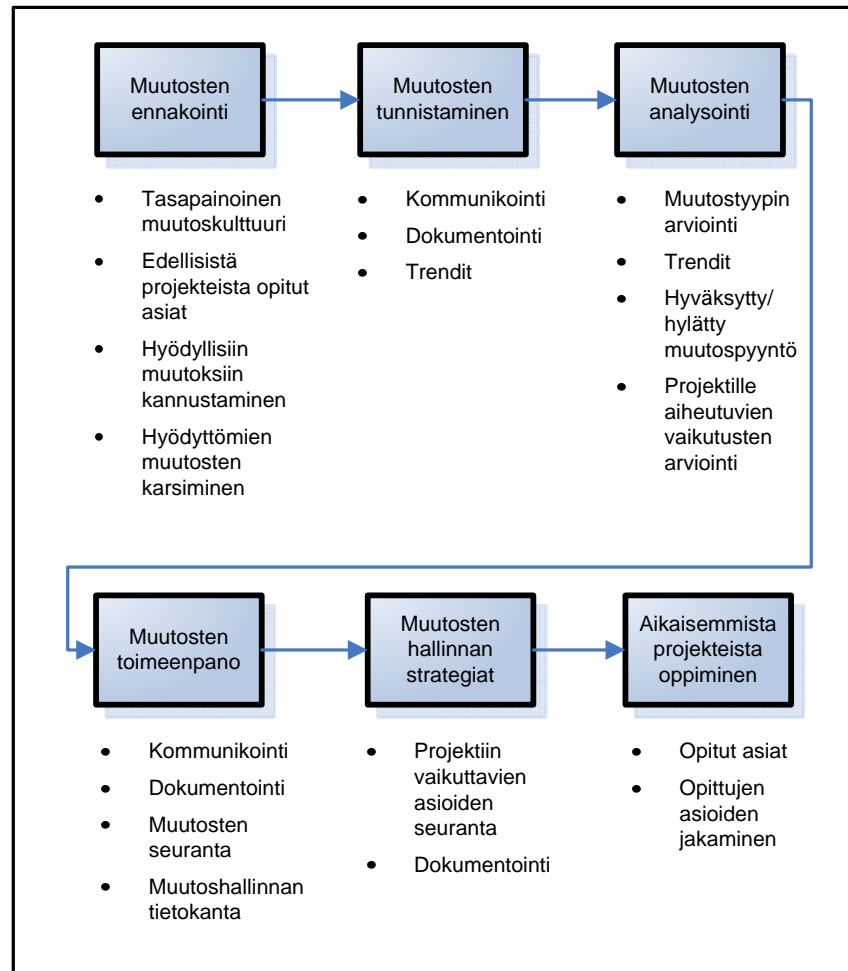 Muutosten
ennakointi
Muutosten
tunnistaminen
Muutosten
analysointi
• Tasapainoinen
muutoskulttuuri
• Edellisistä
projekteista opitut
asiat
• Hyödyllisiin
muutoksiin
kannustaminen
• Hyödyttömien
muutosten
karsiminen
• Kommunikointi
• Dokumentointi
• Trendit
• Muutostyypin
arviointi
• Trendit
• Hyväksytty/
hylätty
muutospyyntö
• Projektille
aiheutuvien
vaikutusten
arviointi
Muutosten
toimeenpano
Muutosten
hallinnan
strategiat
Aikaisemmista
projekteista
oppiminen
• Kommunikointi
• Dokumentointi
• Muutosten
seuranta
• Muutoshallinnan
tietokanta
• Projektiin
vaikuttavien
asioiden
seuranta
• Dokumentointi
• Opitut asiat
• Opittujen
asioiden
jakaminen